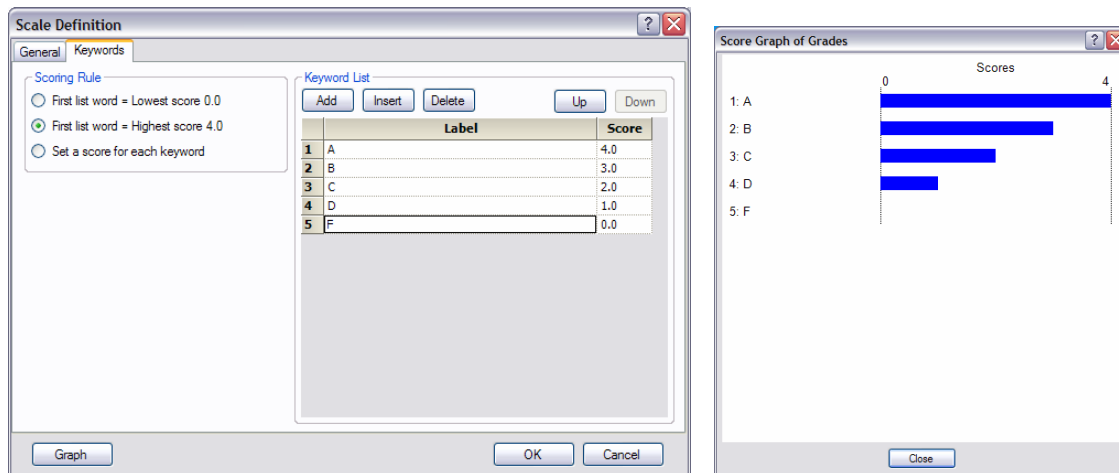 Scale Definition
General Keywords
Scoring Rule
First list word = Lowest score 0.0
First list word = Highest score 4.0
Set a score for each keyword
Keyword List
Add Insert Delete Up Down
Label Score
1 A 4.0
2 B 3.0
3 C 2.0
4 D 1.0
5 F 0.0
Graph OK Cancel
Score Graph of Grades
Scores
0 4
1: A
2: B
3: C
4: D
5: F
Close